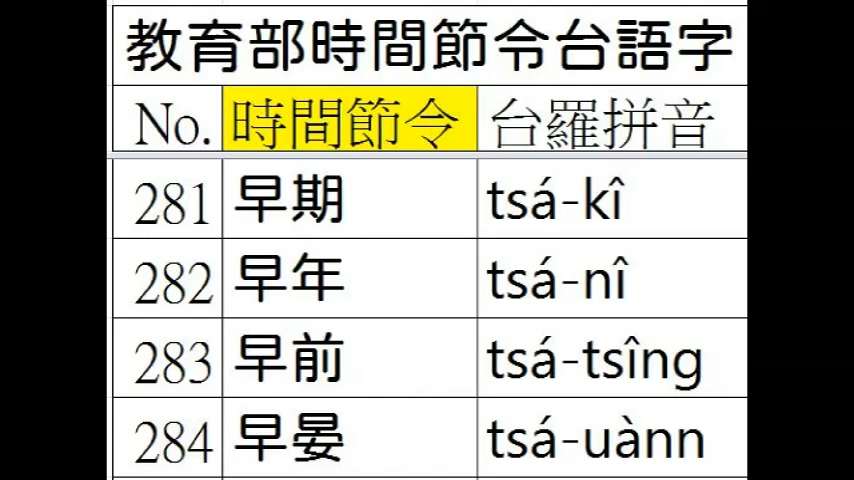 教育部時間節令台語字
No. 時間節令 台羅拼音
281 早期 tsá-kî
282 早年 tsá-nî
283 早前 tsá-tsîng
284 早晏 tsá-uànn